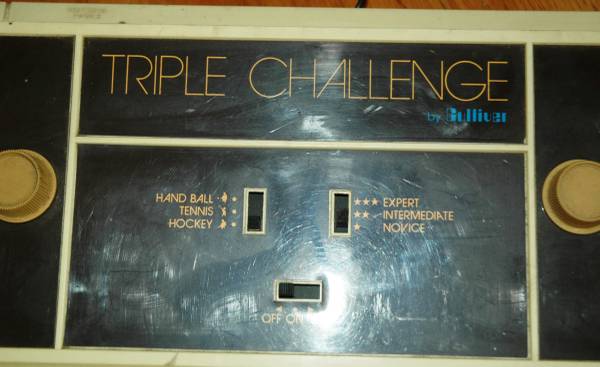 TRIPLE CHALLENGE
by Gulliver
HAND BALL
TENNIS
HOCKEY
★★★ EXPERT
★★ INTERMEDIATE
★ NOVICE
OFF ON